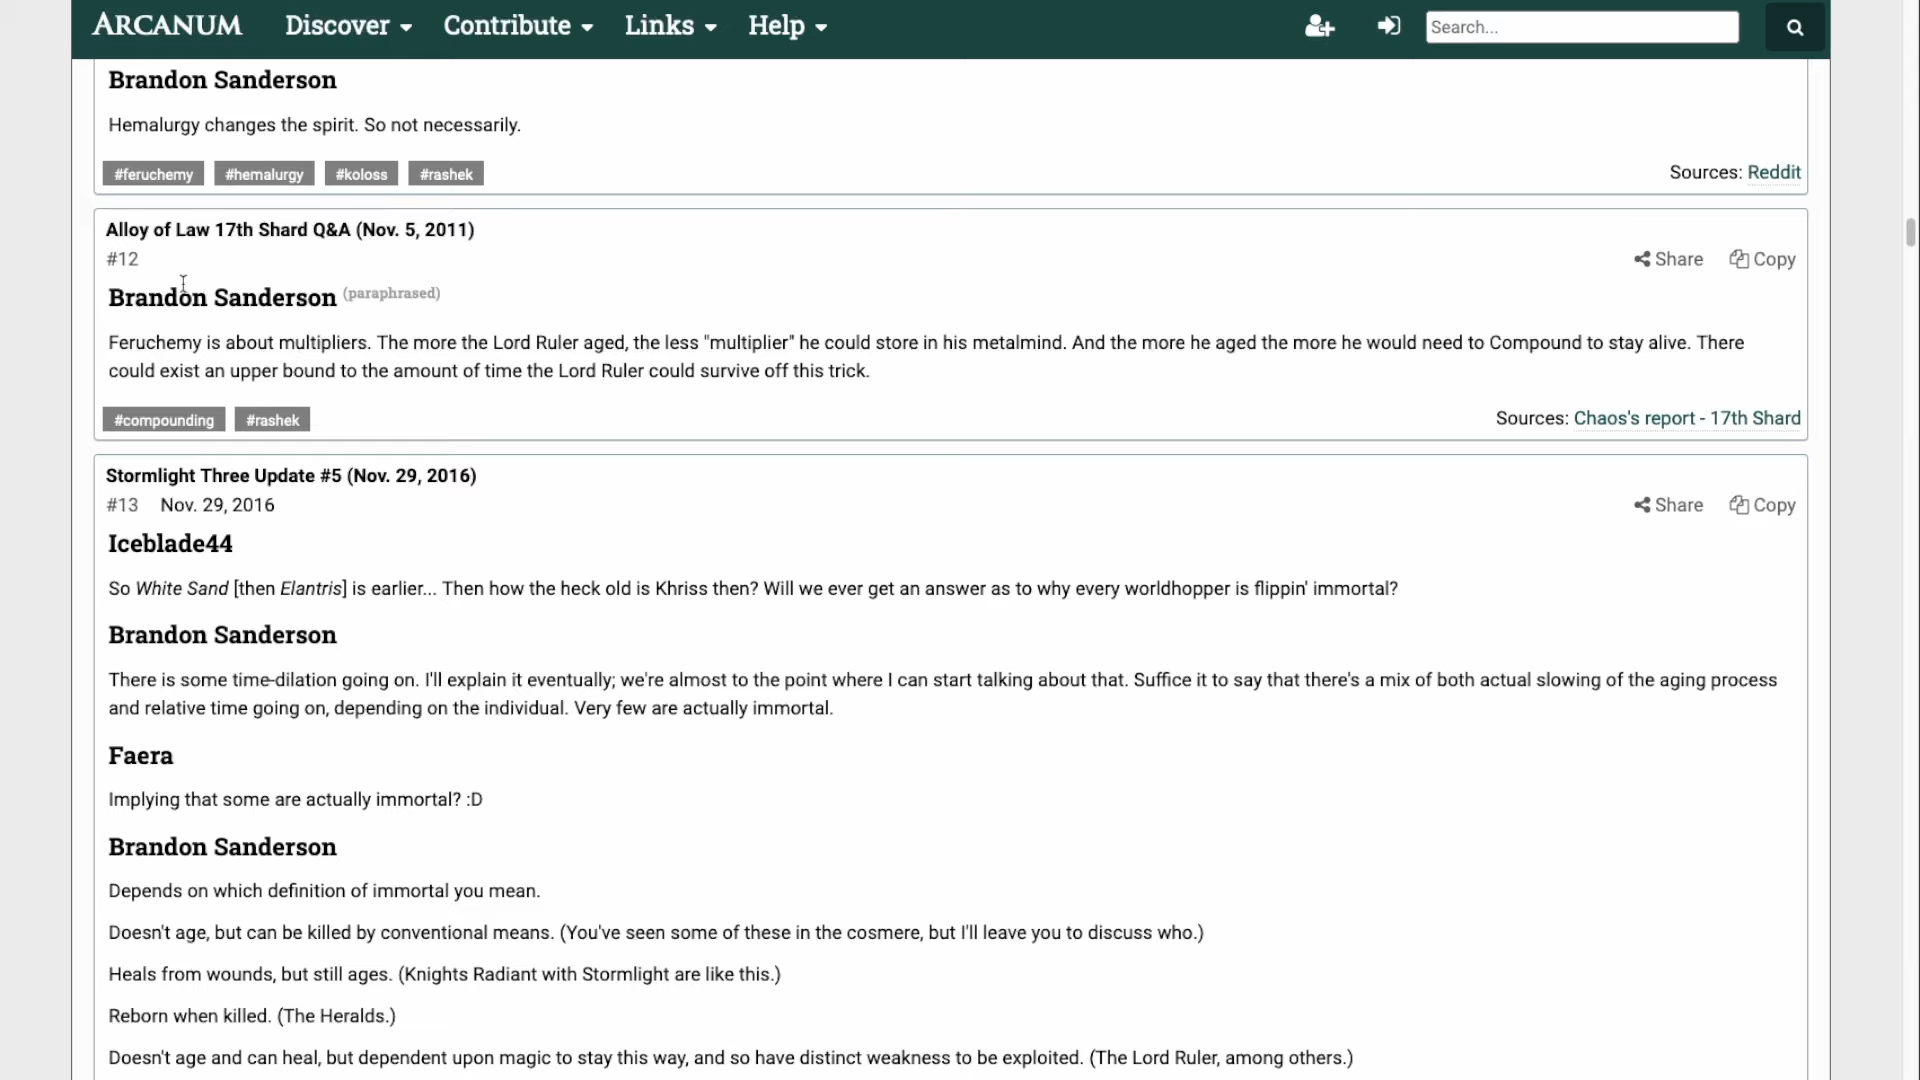 ARCANUM Discover Contribute Links Help Search...
Brandon Sanderson
Hemalurgy changes the spirit. So not necessarily.
#feruchemy #hemalurgy #koloss #rashek Sources: Reddit
Alloy of Law 17th Shard Q&A (Nov. 5, 2011)
#12 Share Copy
Brandon Sanderson (paraphrased)
Feruchemy is about multipliers. The more the Lord Ruler aged, the less "multiplier" he could store in his metalmind. And the more he aged the more he would need to Compound to stay alive. There
could exist an upper bound to the amount of time the Lord Ruler could survive off this trick.
#compounding #rashek Sources: Chaos's report - 17th Shard
Stormlight Three Update #5 (Nov. 29, 2016)
#13 Nov. 29, 2016 Share Copy
Iceblade44
So White Sand [then Elantris] is earlier... Then how the heck old is Khriss then? Will we ever get an answer as to why every worldhopper is flippin' immortal?
Brandon Sanderson
There is some time-dilation going on. I'll explain it eventually; we're almost to the point where I can start talking about that. Suffice it to say that there's a mix of both actual slowing of the aging process
and relative time going on, depending on the individual. Very few are actually immortal.
Faera
Implying that some are actually immortal? :D
Brandon Sanderson
Depends on which definition of immortal you mean.
Doesn't age, but can be killed by conventional means. (You've seen some of these in the cosmere, but I'll leave you to discuss who.)
Heals from wounds, but still ages. (Knights Radiant with Stormlight are like this.)
Reborn when killed. (The Heralds.)
Doesn't age and can heal, but dependent upon magic to stay this way, and so have distinct weakness to be exploited. (The Lord Ruler, among others.)